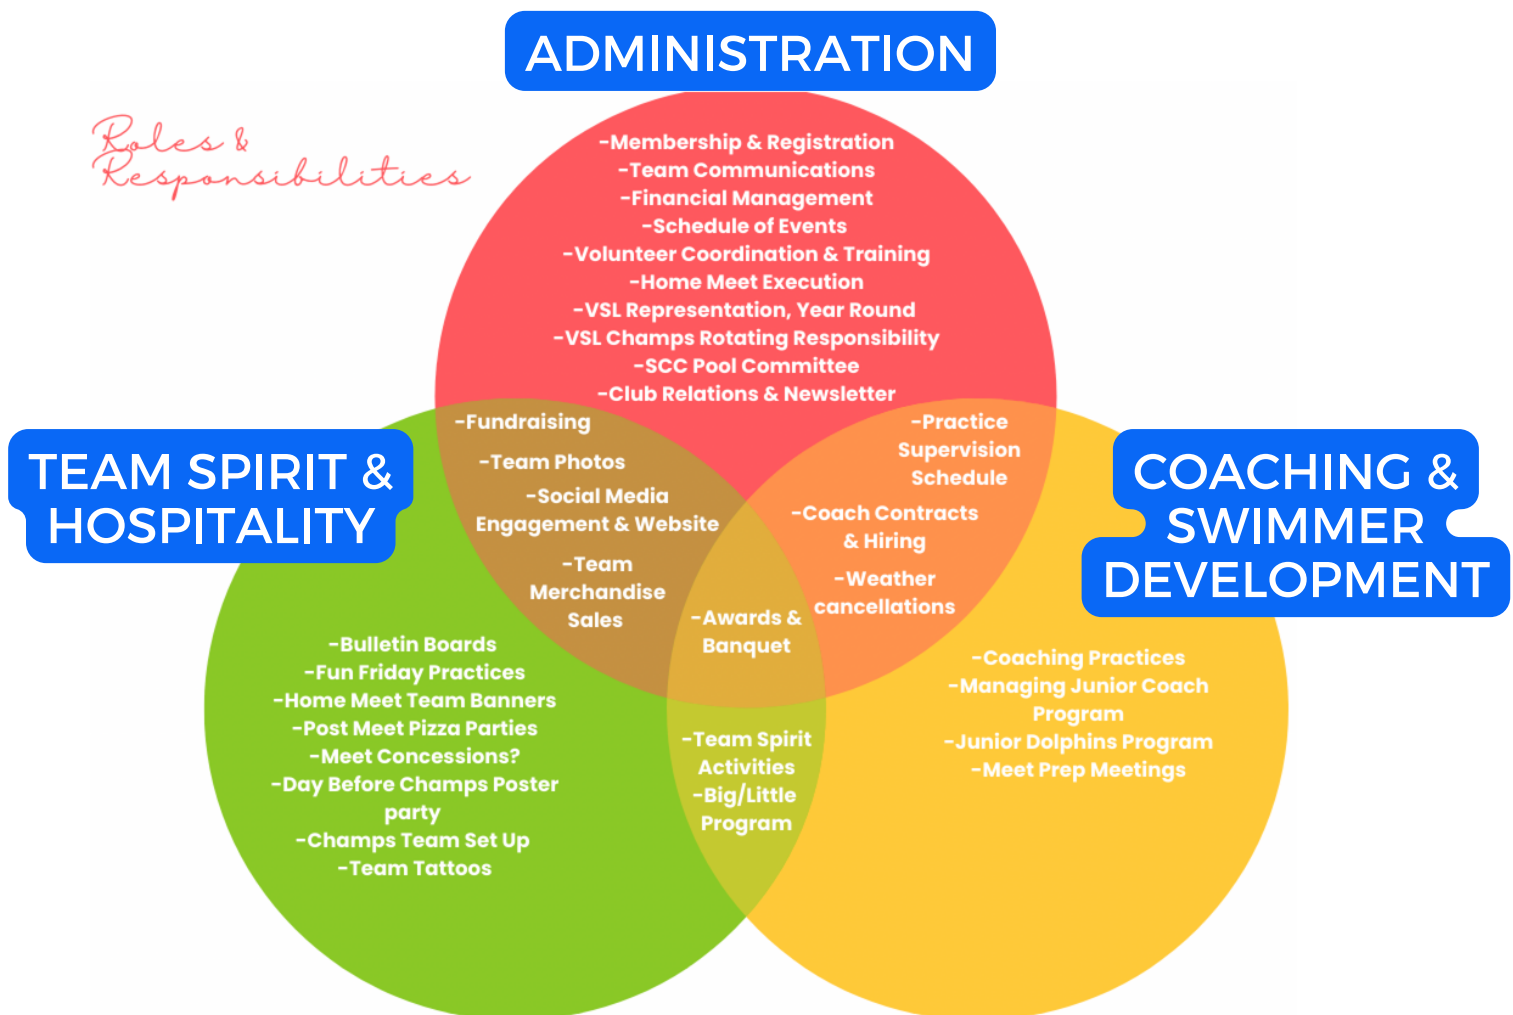 ADMINISTRATION
Roles &
Responsibilities
-Membership & Registration
-Team Communications
-Financial Management
-Schedule of Events
-Volunteer Coordination & Training
-Home Meet Execution
-VSL Representation, Year Round
-VSL Champs Rotating Responsibility
-SCC Pool Committee
-Club Relations & Newsletter
TEAM SPIRIT &
HOSPITALITY
-Fundraising
-Team Photos
-Social Media
Engagement & Website
-Team
Merchandise
Sales
-Practice
Supervision
Schedule
-Coach Contracts
& Hiring
-Weather
cancellations
COACHING &
SWIMMER
DEVELOPMENT
-Awards &
Banquet
-Bulletin Boards
-Fun Friday Practices
-Home Meet Team Banners
-Post Meet Pizza Parties
-Meet Concessions?
-Day Before Champs Poster
party
-Champs Team Set Up
-Team Tattoos
-Team Spirit
Activities
-Big/Little
Program
-Coaching Practices
-Managing Junior Coach
Program
-Junior Dolphins Program
-Meet Prep Meetings